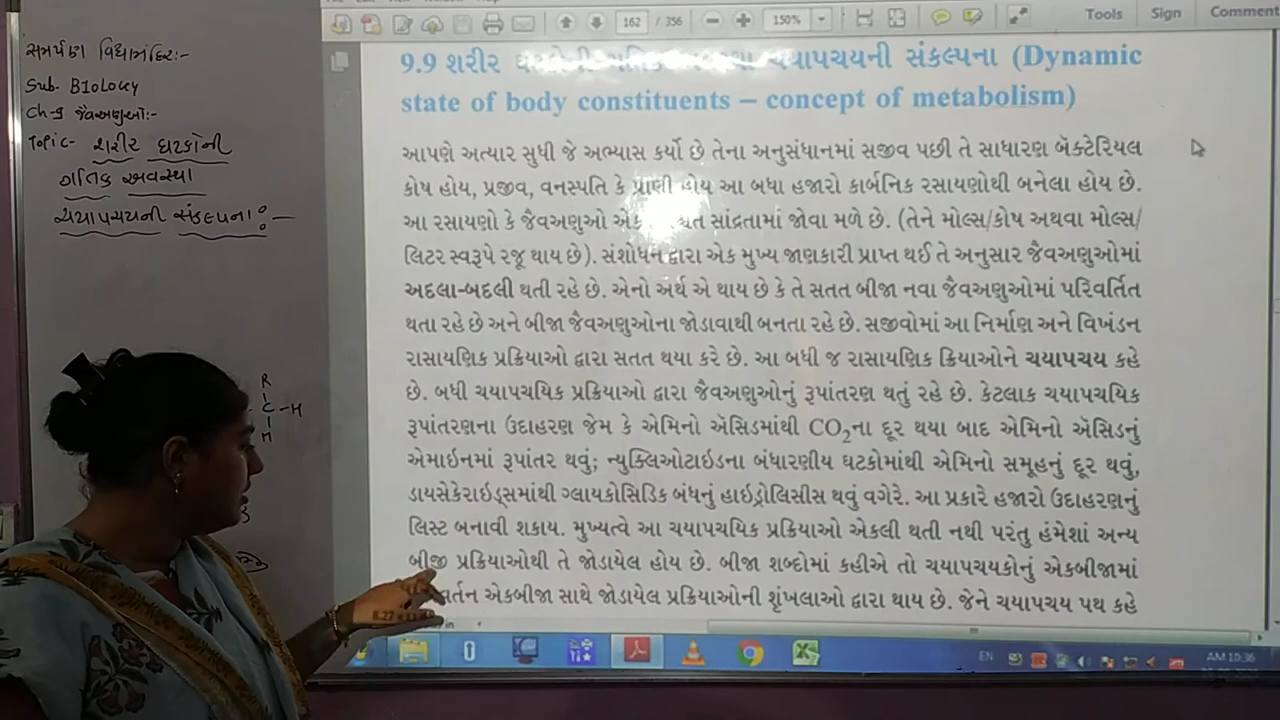 સમર્પણ વિદ્યામંદિર:-
Sub. BIology
Ch-9 જૈવઅણુઓ:-
Topic- શરીર ઘટકોની
ગતિક અવસ્થા
ચયાપચયની સંકલ્પના:-
R
C-H
H
162 / 356
150%
Tools Sign Comment
9.9 શરીર ચયાપચયની સંકલ્પના (Dynamic
state of body constituents – concept of metabolism)
આપણે અત્યાર સુધી જે અભ્યાસ કર્યો છે તેના અનુસંધાનમાં સજીવ પછી તે સાધારણ બૅક્ટેરિયલ
કોષ હોય, પ્રજીવ, વનસ્પતિ કે પ્રાણી હોય આ બધા હજારો કાર્બનિક રસાયણોથી બનેલા હોય છે.
આ રસાયણો કે જૈવઅણુઓ સાંદ્રતામાં જોવા મળે છે. (તેને મોલ્સ/કોષ અથવા મોલ્સ/
લિટર સ્વરૂપે રજૂ થાય છે). સંશોધન દ્વારા એક મુખ્ય જાણકારી પ્રાપ્ત થઈ તે અનુસાર જૈવઅણુઓમાં
અદલા-બદલી થતી રહે છે. એનો અર્થ એ થાય છે કે તે સતત બીજા નવા જૈવઅણુઓમાં પરિવર્તિત
થતા રહે છે અને બીજા જૈવઅણુઓના જોડાવાથી બનતા રહે છે. સજીવોમાં આ નિર્માણ અને વિખંડન
રાસાયણિક પ્રક્રિયાઓ દ્વારા સતત થયા કરે છે. આ બધી જ રાસાયણિક ક્રિયાઓને ચયાપચય કહે
છે. બધી ચયાપચયિક પ્રક્રિયાઓ દ્વારા જૈવઅણુઓનું રૂપાંતરણ થતું રહે છે. કેટલાક ચયાપચયિક
રૂપાંતરણના ઉદાહરણ જેમ કે એમિનો ઍસિડમાંથી CO₂ના દૂર થયા બાદ એમિનો ઍસિડનું
એમાઇનમાં રૂપાંતર થવું; ન્યુક્લિઓટાઇડના બંધારણીય ઘટકોમાંથી એમિનો સમૂહનું દૂર થવું,
ડાયસેકેરાઇડ્સમાંથી ગ્લાયકોસિડિક બંધનું હાઇડ્રોલિસીસ થવું વગેરે. આ પ્રકારે હજારો ઉદાહરણનું
લિસ્ટ બનાવી શકાય. મુખ્યત્વે આ ચયાપચયિક પ્રક્રિયાઓ એકલી થતી નથી પરંતુ હંમેશાં અન્ય
બીજી પ્રક્રિયાઓથી તે જોડાયેલ હોય છે. બીજા શબ્દોમાં કહીએ તો ચયાપચયકોનું એકબીજામાં
એકબીજા સાથે જોડાયેલ પ્રક્રિયાઓની શૃંખલાઓ દ્વારા થાય છે. જેને ચયાપચય પથ કહે
EN AM 10:36